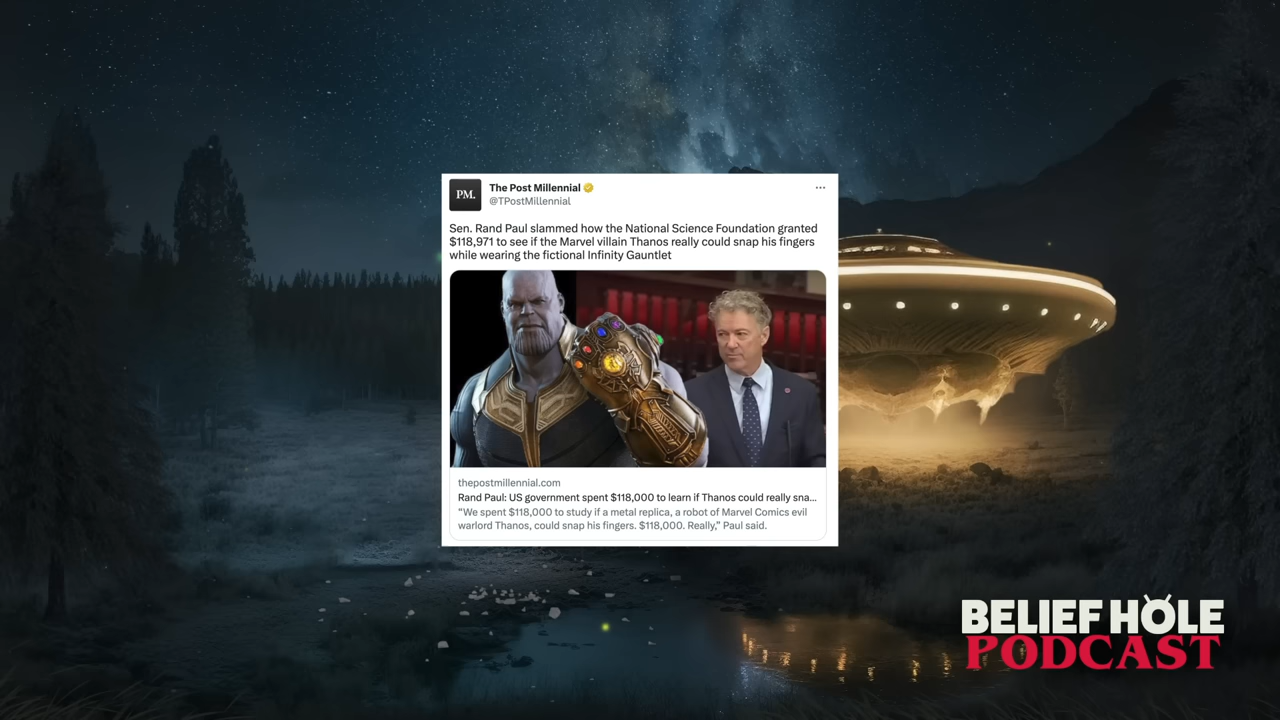 PM.
The Post Millennial
@TPostMillennial
Sen. Rand Paul slammed how the National Science Foundation granted
$118,971 to see if the Marvel villain Thanos really could snap his fingers
while wearing the fictional Infinity Gauntlet
thepostmillennial.com
Rand Paul: US government spent $118,000 to learn if Thanos could really sna...
“We spent $118,000 to study if a metal replica, a robot of Marvel Comics evil
warlord Thanos, could snap his fingers. $118,000. Really,” Paul said.
BELIEF HOLE
PODCAST